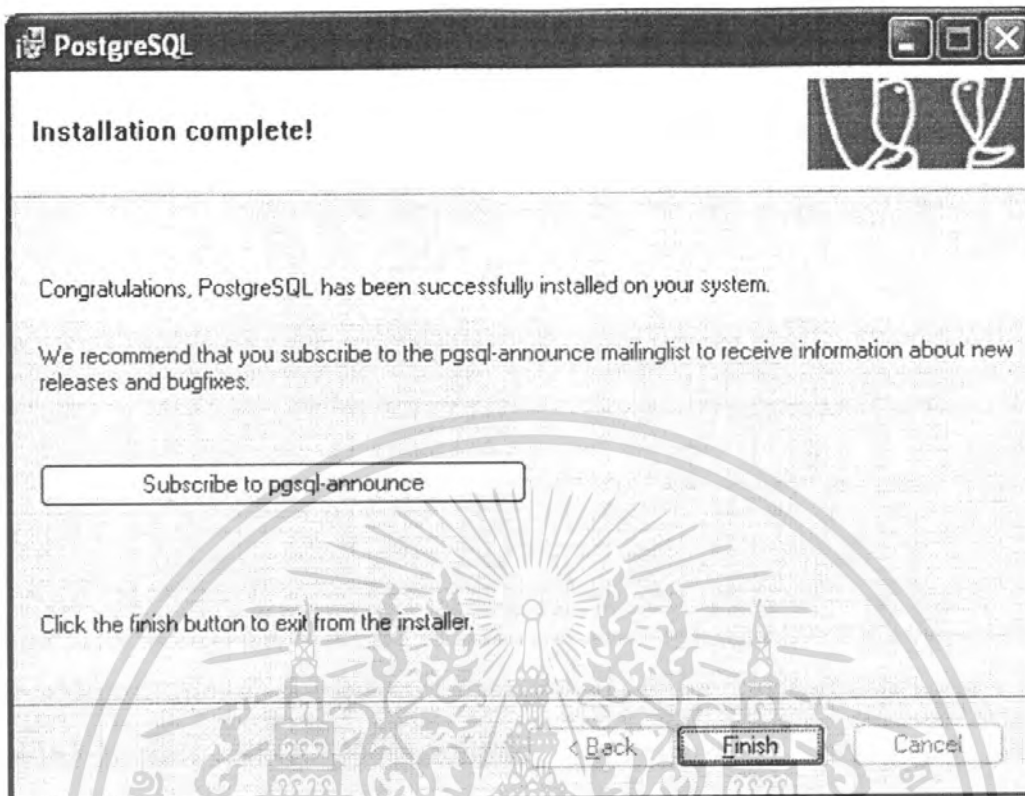 PostgreSQL
Installation complete!
Congratulations, PostgreSQL has been successfully installed on your system.
We recommend that you subscribe to the pgsql-announce mailinglist to receive information about new
releases and bugfixes.
Subscribe to pgsql-announce
Click the finish button to exit from the installer.
< Back
Finish
Cancel